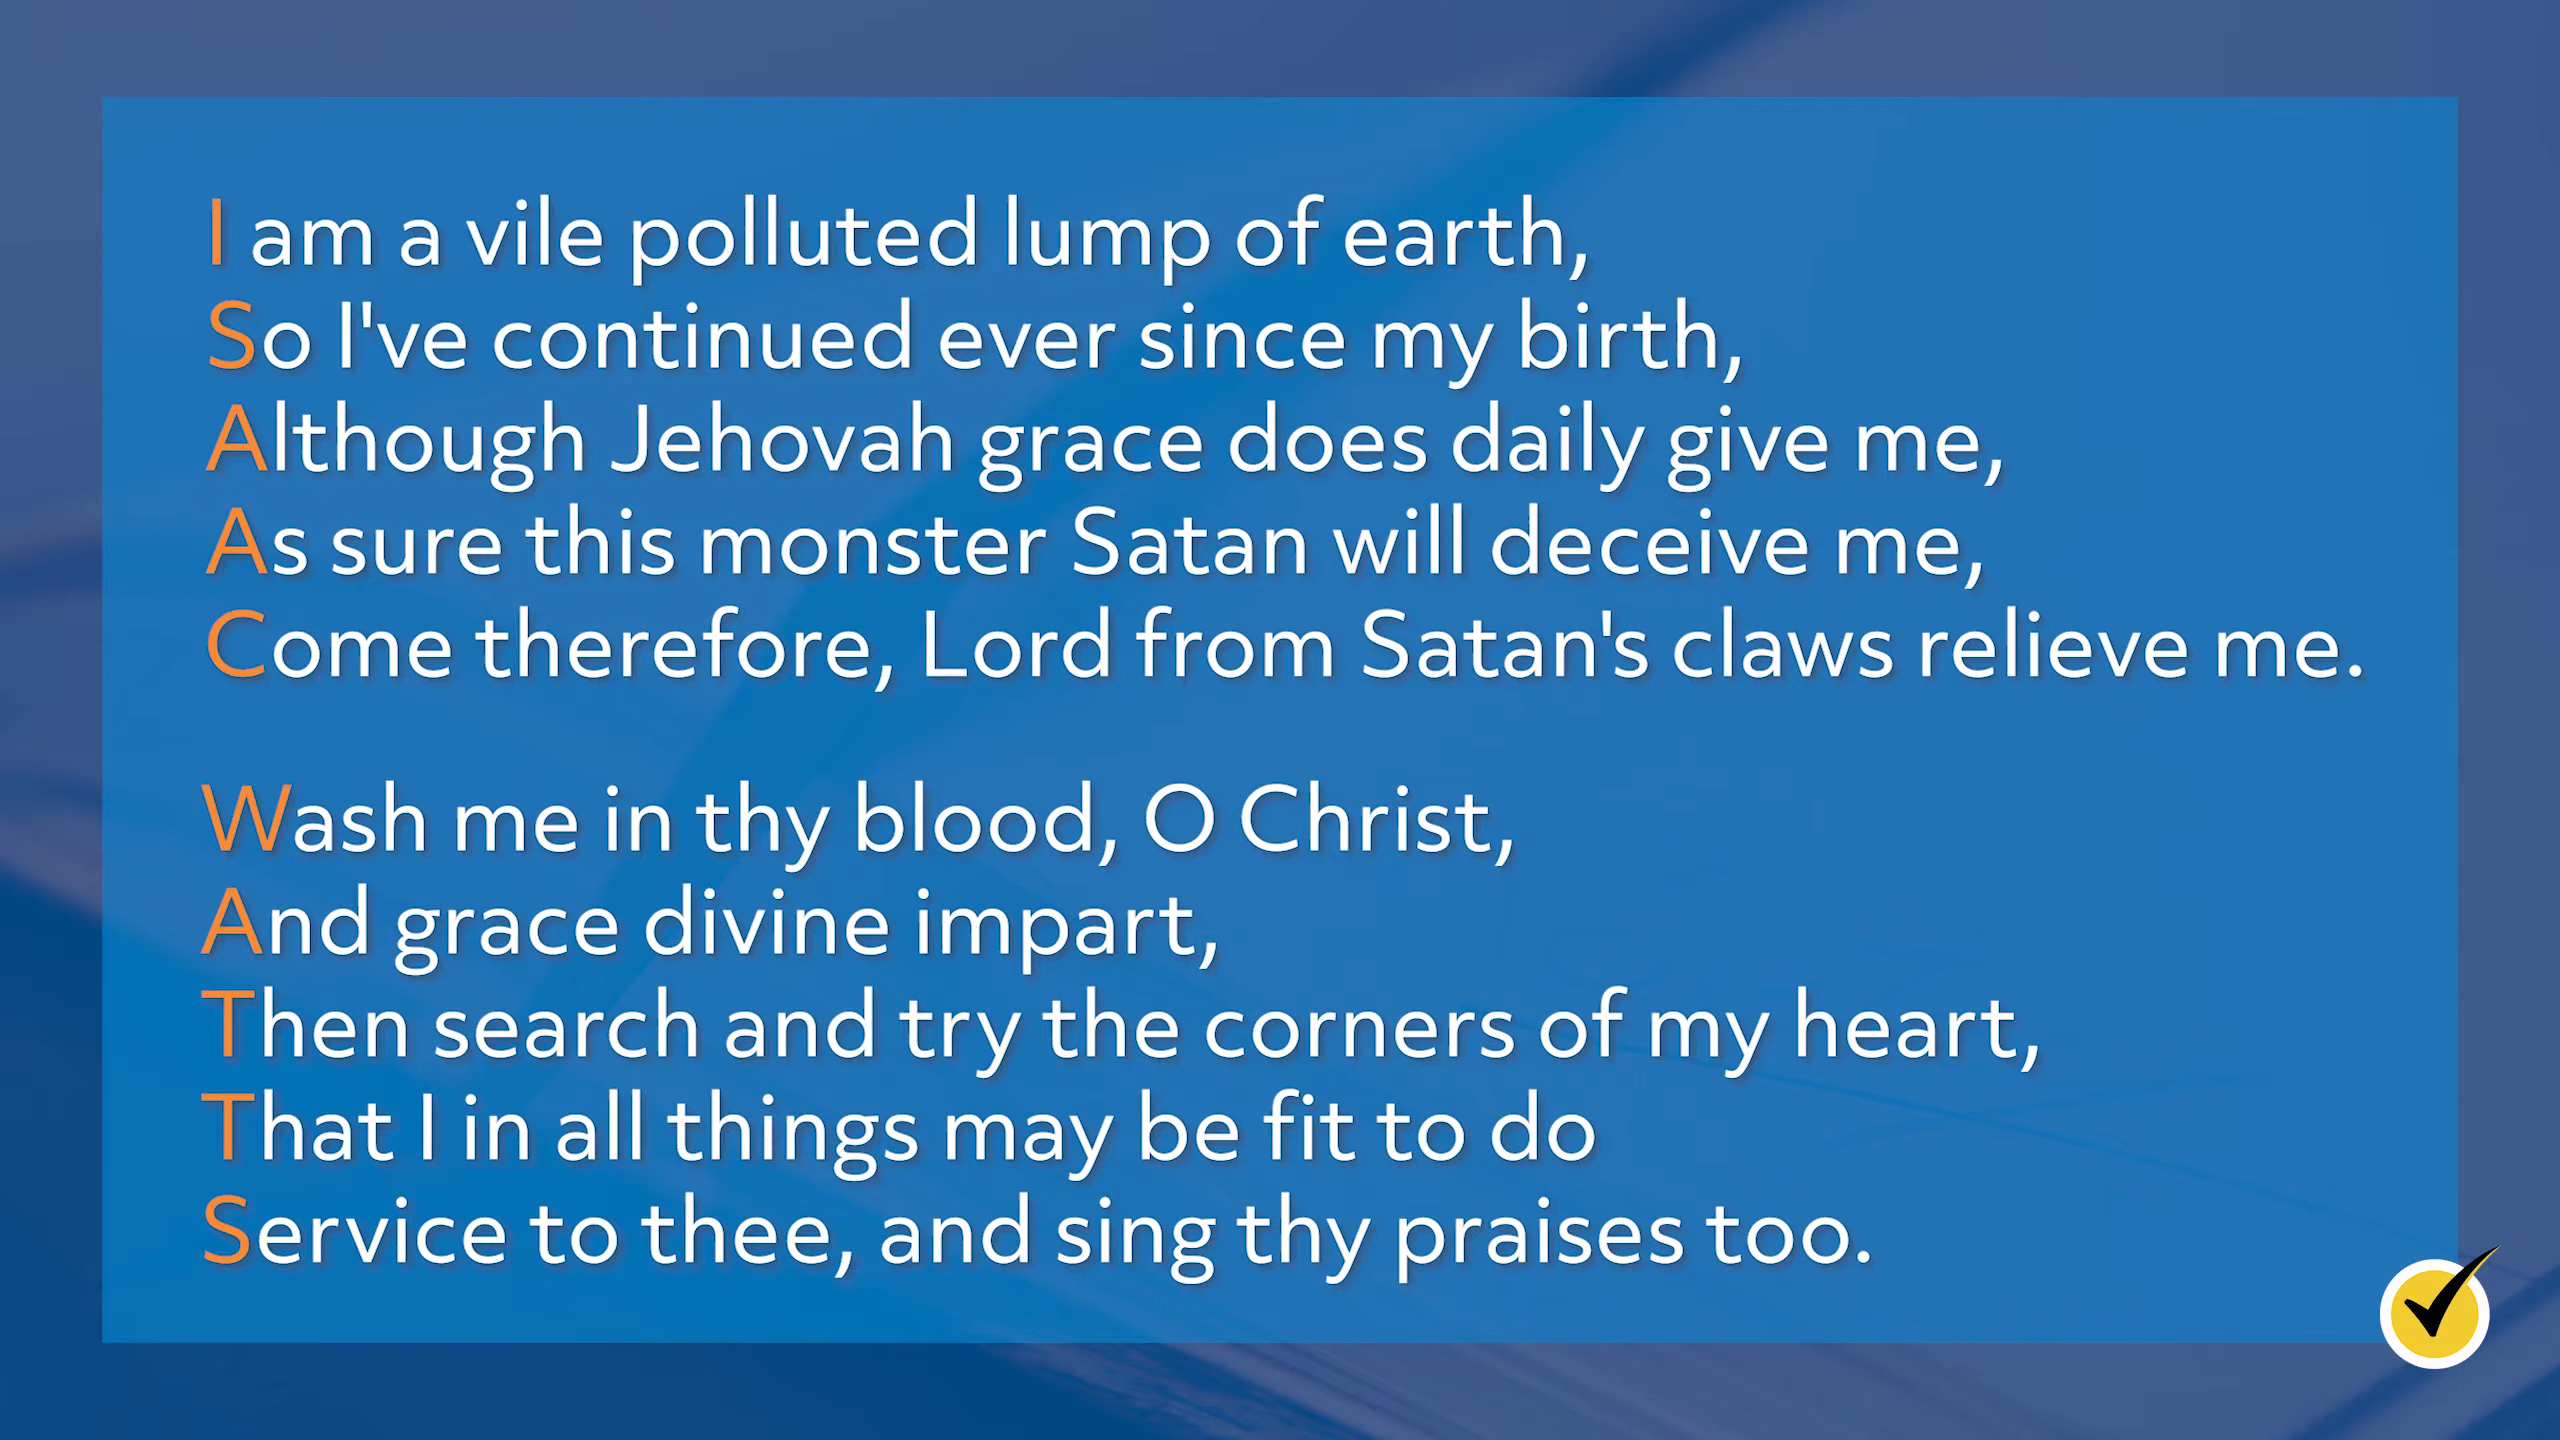 I am a vile polluted lump of earth,
So I've continued ever since my birth,
Although Jehovah grace does daily give me,
As sure this monster Satan will deceive me,
Come therefore, Lord from Satan's claws relieve me.
Wash me in thy blood, O Christ,
And grace divine impart,
Then search and try the corners of my heart,
That I in all things may be fit to do
Service to thee, and sing thy praises too.